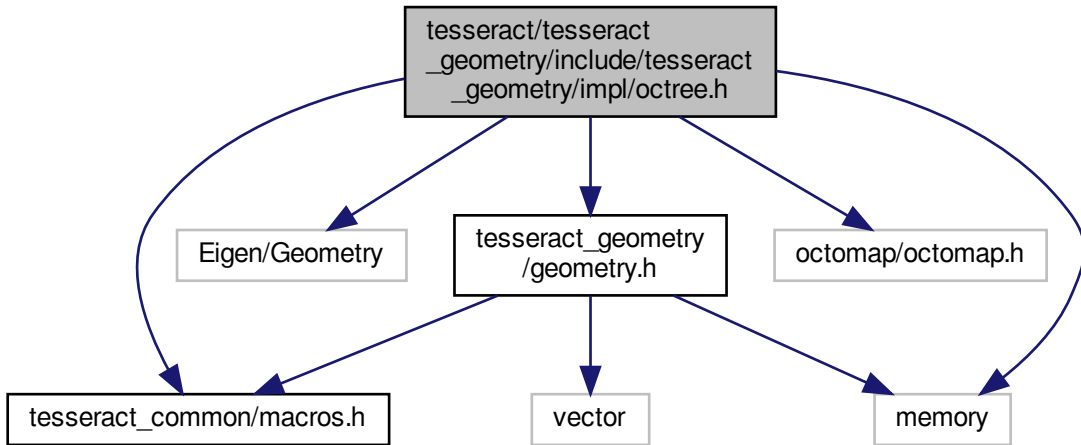 tesseract/tesseract
_geometry/include/tesseract
_geometry/impl/octree.h
Eigen/Geometry
tesseract_geometry
/geometry.h
octomap/octomap.h
tesseract_common/macros.h
vector
memory